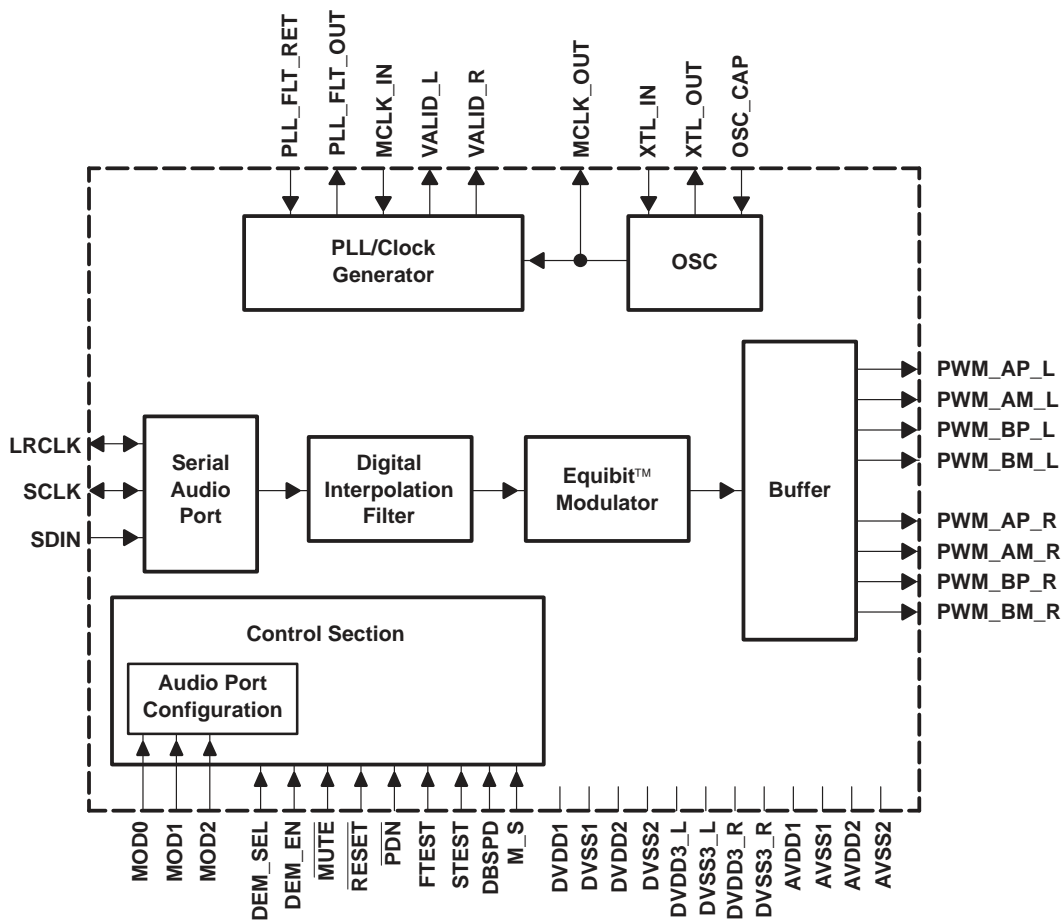 PLL_FLT_RET
PLL_FLT_OUT
MCLK_IN
VALID_L
VALID_R
MCLK_OUT
XTL_IN
XTL_OUT
OSC_CAP
PLL/Clock
Generator
OSC
LRCLK
SCLK
SDIN
Serial
Audio
Port
Digital
Interpolation
Filter
Equibit™
Modulator
Buffer
PWM_AP_L
PWM_AM_L
PWM_BP_L
PWM_BM_L
PWM_AP_R
PWM_AM_R
PWM_BP_R
PWM_BM_R
Control Section
Audio Port
Configuration
MOD0
MOD1
MOD2
DEM_SEL
DEM_EN
MUTE
RESET
PDN
FTEST
STEST
DBSPD
M_S
DVDD1
DVSS1
DVDD2
DVSS2
DVDD3_L
DVSS3_L
DVDD3_R
DVSS3_R
AVDD1
AVSS1
AVDD2
AVSS2